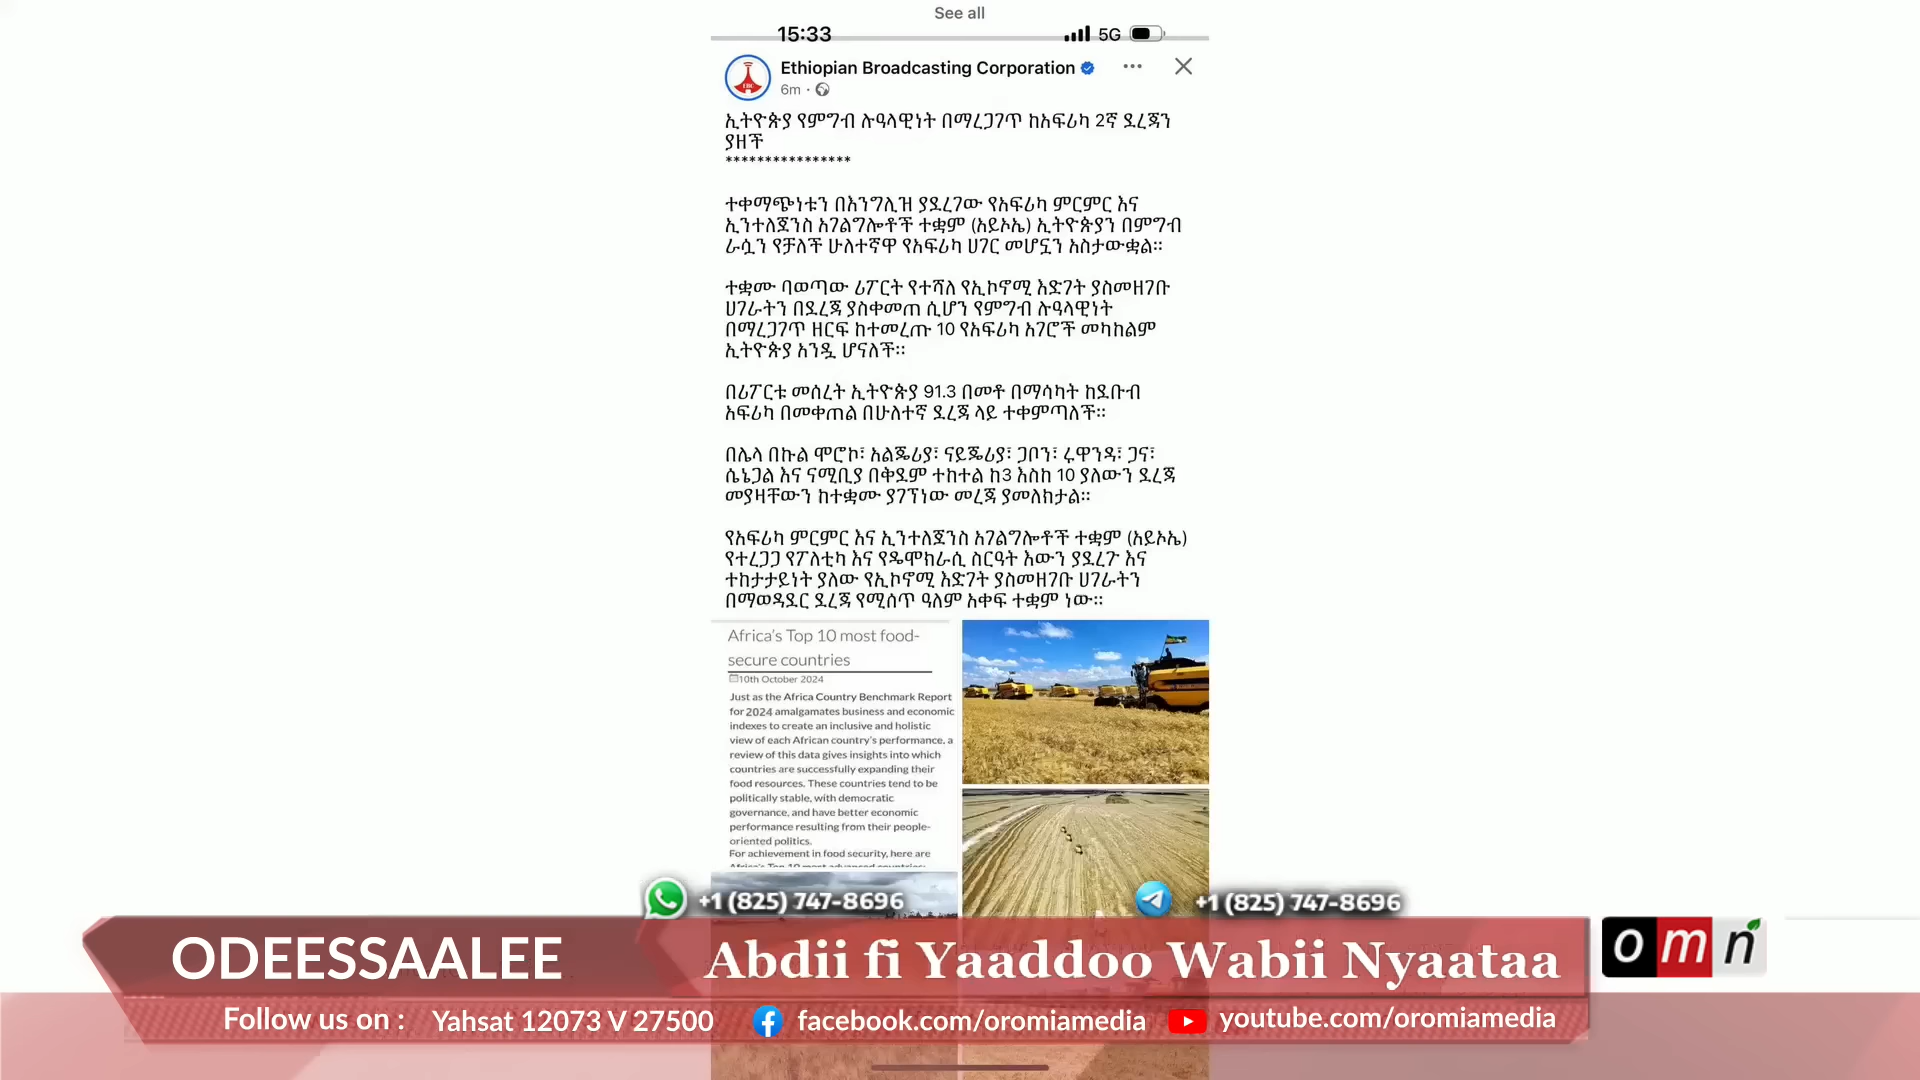 See all
15:33
5G
Ethiopian Broadcasting Corporation
6m
ኢትዮጵያ የምግብ ሉዓላዊነት በማረጋገጥ ከአፍሪካ 2ኛ ደረጃን
ያዘች
****************
ተቀማጭነቱን በእንግሊዝ ያደረገው የአፍሪካ ምርምር እና
ኢንተለጀንስ አገልግሎቶች ተቋም (አይኦኤ) ኢትዮጵያን በምግብ
ራሷን የቻለች ሁለተኛዋ የአፍሪካ ሀገር መሆኗን አስታውቋል።
ተቋሙ ባወጣው ሪፖርት የተሻለ የኢኮኖሚ እድገት ያስመዘገቡ
ሀገራትን በደረጃ ያስቀመጠ ሲሆን የምግብ ሉዓላዊነት
በማረጋገጥ ዘርፍ ከተመረጡ 10 የአፍሪካ አገሮች መካከልም
ኢትዮጵያ አንዷ ሆናለች።
በሪፖርቱ መሰረት ኢትዮጵያ 91.3 በመቶ በማሳካት ከደቡብ
አፍሪካ በመቀጠል በሁለተኛ ደረጃ ላይ ተቀምጣለች።
በሌላ በኩል ሞሮኮ፣ አልጄሪያ፣ ናይጄሪያ፣ ጋቦን፣ ሩዋንዳ፣ ጋና፣
ሴኔጋል እና ናሚቢያ በቅደም ተከተል ከ3 እስከ 10 ያለውን ደረጃ
መያዛቸውን ከተቋሙ ያገኘነው መረጃ ያመለክታል።
የአፍሪካ ምርምር እና ኢንተለጀንስ አገልግሎቶች ተቋም (አይኦኤ)
የተረጋጋ የፖለቲካ እና የዴሞክራሲ ስርዓት እውን ያደረጉ እና
ተከታታይነት ያለው የኢኮኖሚ እድገት ያስመዘገቡ ሀገራትን
በማወዳደር ደረጃ የሚሰጥ ዓለም አቀፍ ተቋም ነው።
Africa's Top 10 most food-
secure countries
10th October 2024
Just as the Africa Country Benchmark Report
for 2024 amalgamates business and economic
indexes to create an inclusive and holistic
view of each African country's performance, a
review of this data gives insights into which
countries are successfully expanding their
food resources. These countries tend to be
politically stable, with democratic
governance, and have better economic
performance resulting from their people-
oriented politics.
For achievement in food security, here are
Africa's Top 10 most advanced countries:
+1 (825) 747-8696
+1 (825) 747-8696
ODEESSAALEE
Abdii fi Yaaddoo Wabii Nyaataa
omn
Follow us on : Yahsat 12073 V 27500 facebook.com/oromiamedia youtube.com/oromiamedia